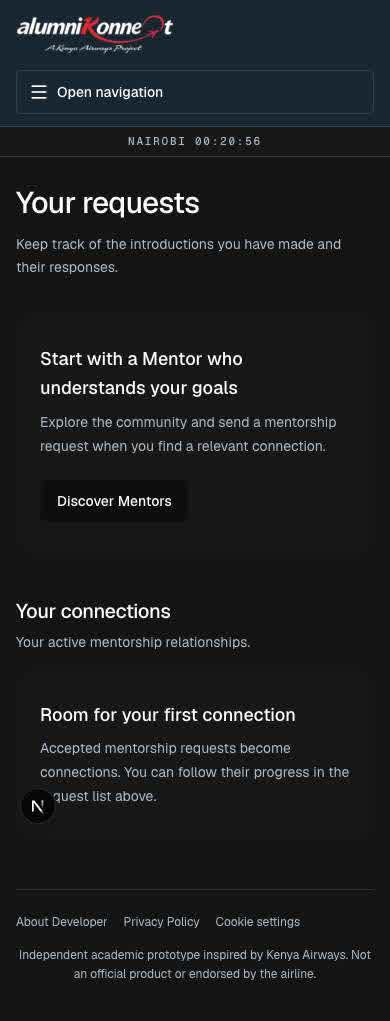 alumniKonnect
A Kenya Airways Project
Open navigation
NAIROBI 00:20:56
Your requests
Keep track of the introductions you have made and
their responses.
Start with a Mentor who
understands your goals
Explore the community and send a mentorship
request when you find a relevant connection.
Discover Mentors
Your connections
Your active mentorship relationships.
Room for your first connection
Accepted mentorship requests become
connections. You can follow their progress in the
quest list above.
N
About Developer Privacy Policy Cookie settings
Independent academic prototype inspired by Kenya Airways. Not
an official product or endorsed by the airline.